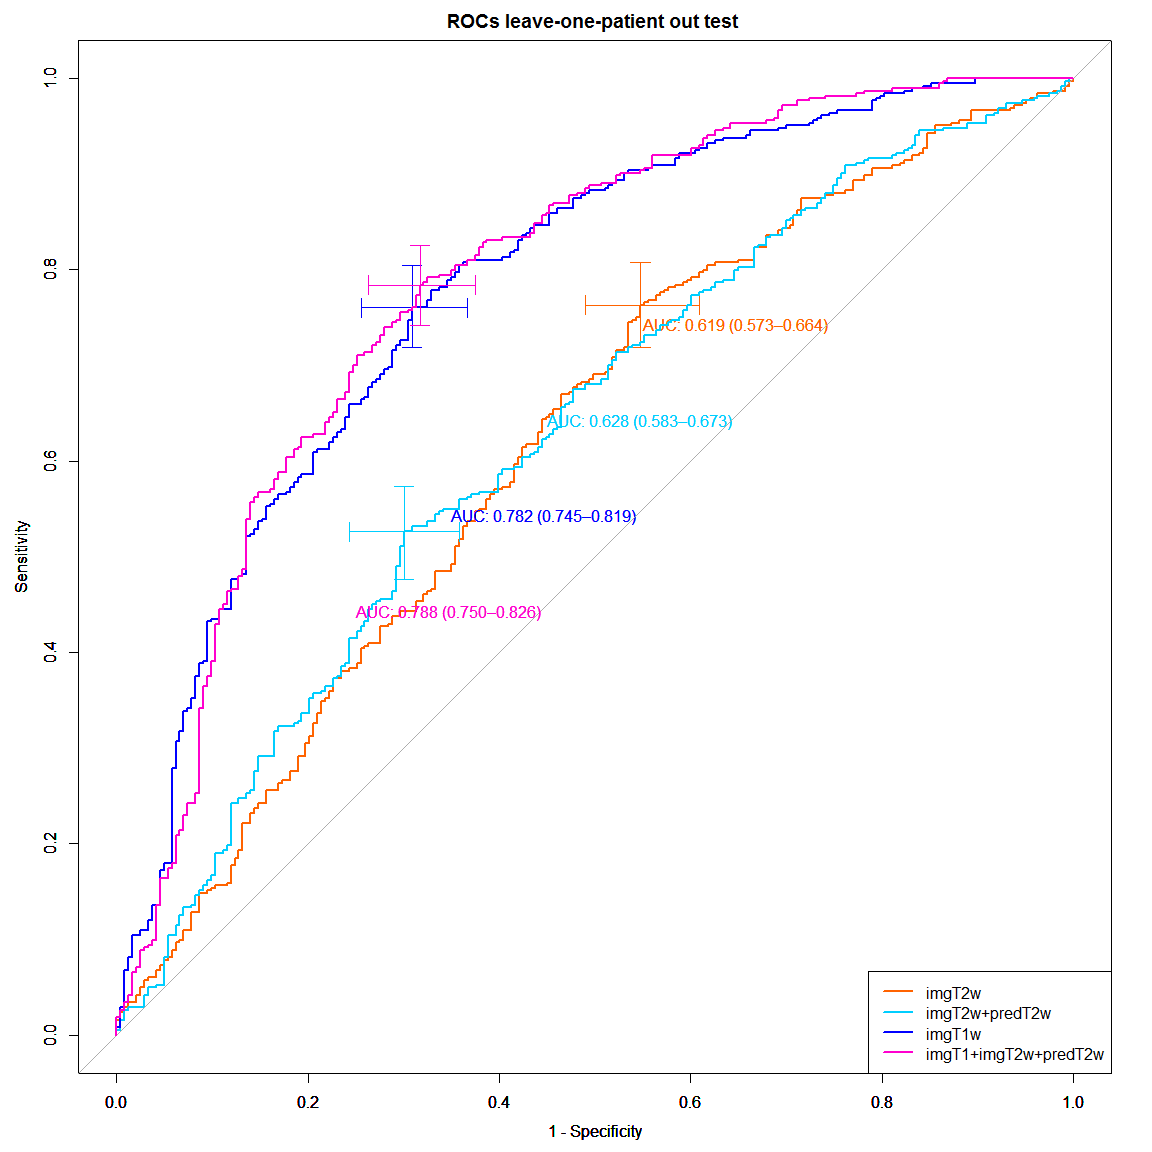 ROCs leave-one-patient out test
1.0
0.8
0.6
0.4
0.2
0.0
Sensitivity
AUC: 0.619 (0.573–0.664)
AUC: 0.628 (0.583–0.673)
AUC: 0.782 (0.745–0.819)
AUC: 0.788 (0.750–0.826)
imgT2w
imgT2w+predT2w
imgT1w
imgT1+imgT2w+predT2w
0.0 0.2 0.4 0.6 0.8 1.0
1 - Specificity